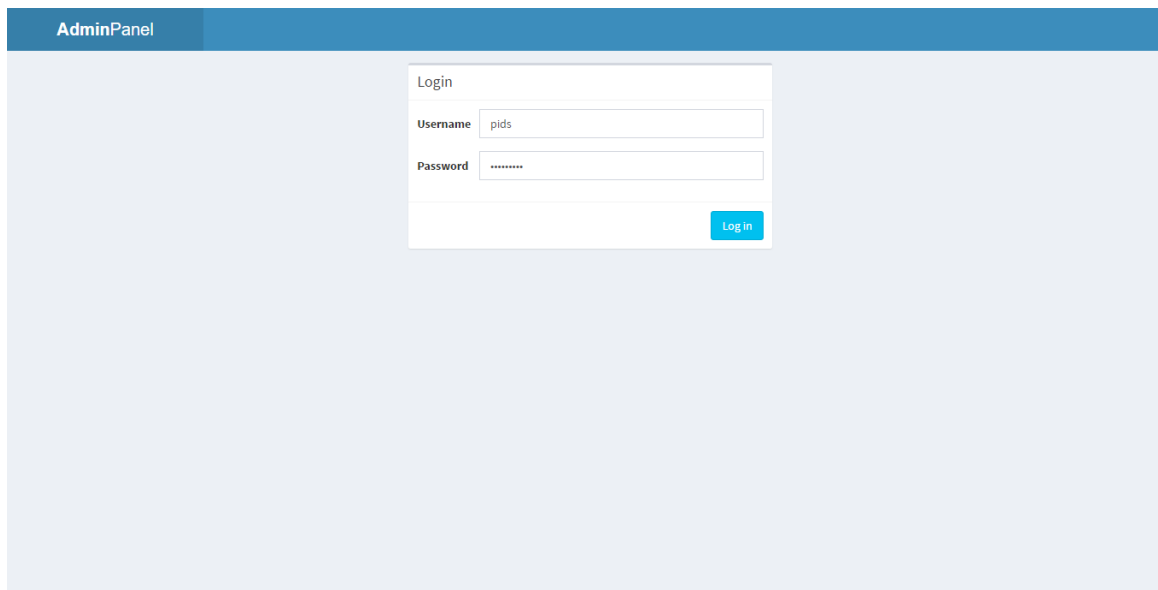 AdminPanel
Login
Username pids
Password •••••••••
Log in